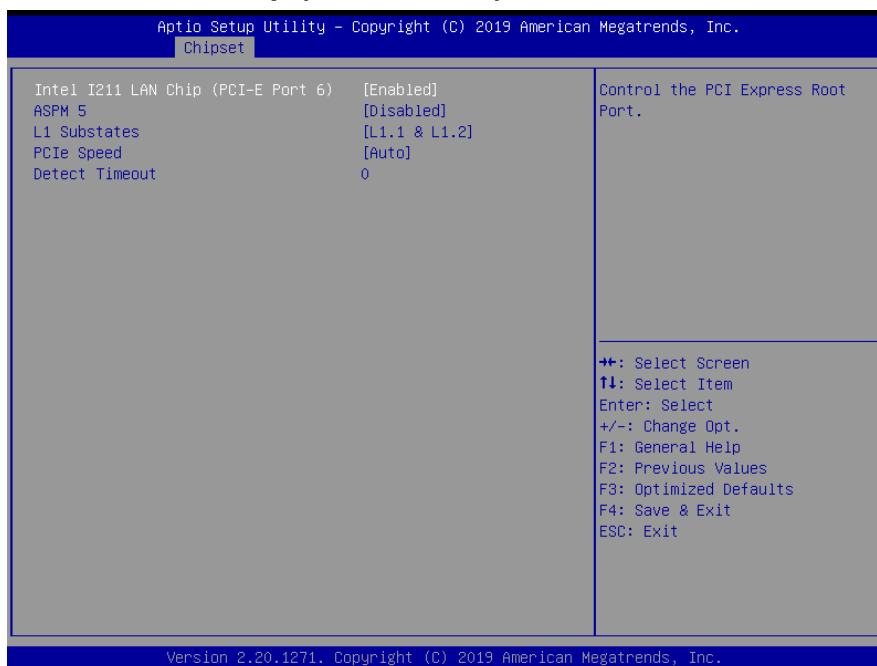 Aptio Setup Utility – Copyright (C) 2019 American Megatrends, Inc.
Chipset
Intel I211 LAN Chip (PCI-E Port 6) [Enabled]
ASPM 5 [Disabled]
L1 Substates [L1.1 & L1.2]
PCIe Speed [Auto]
Detect Timeout 0
Control the PCI Express Root
Port.
→←: Select Screen
↑↓: Select Item
Enter: Select
+/-: Change Opt.
F1: General Help
F2: Previous Values
F3: Optimized Defaults
F4: Save & Exit
ESC: Exit
Version 2.20.1271. Copyright (C) 2019 American Megatrends, Inc.